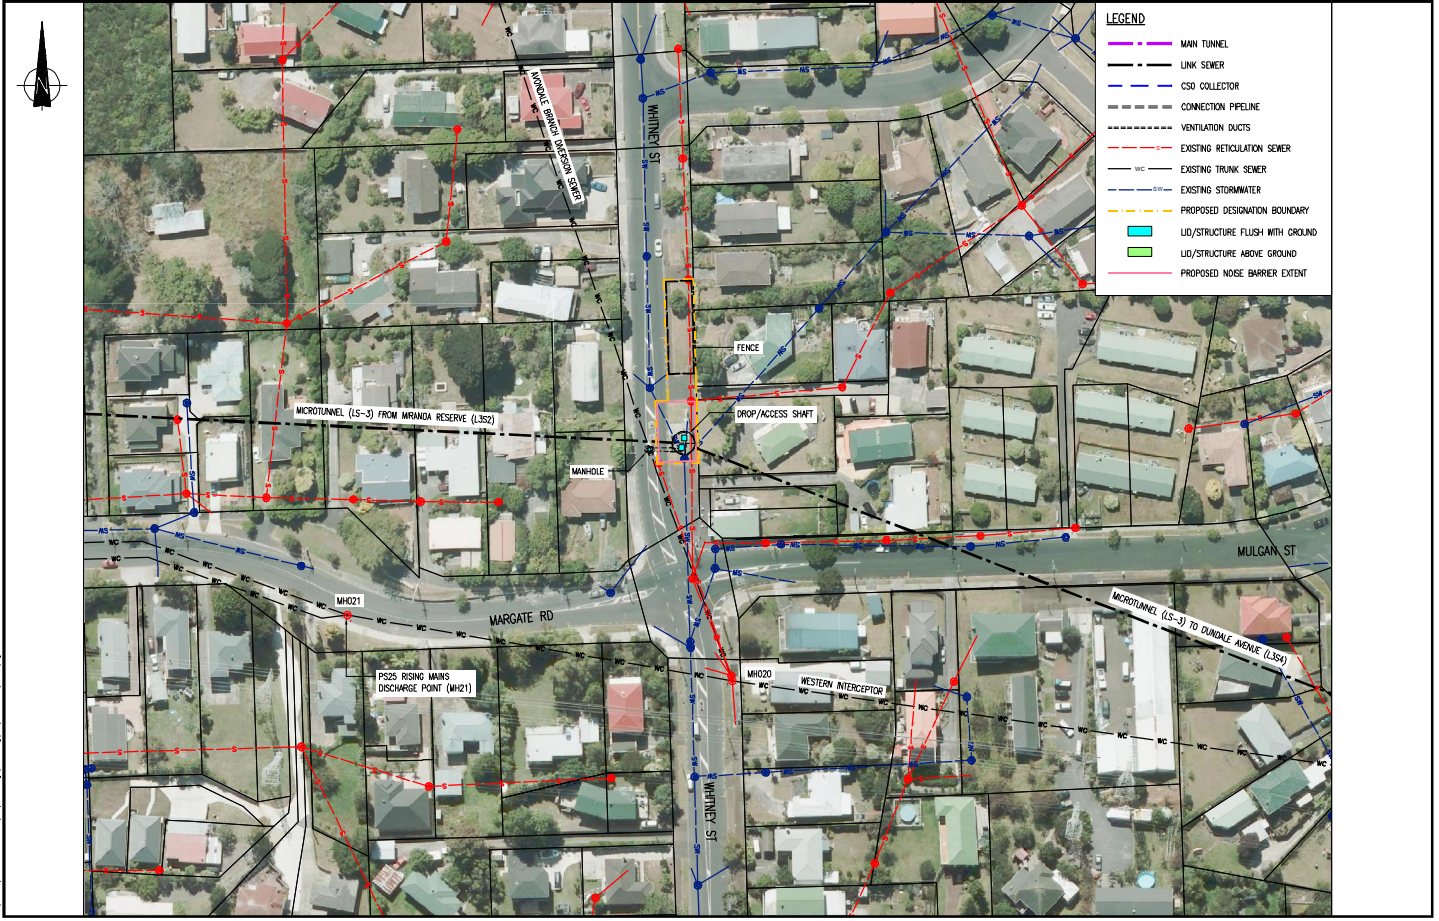 N
LEGEND
MAIN TUNNEL
LINK SEWER
CSO COLLECTOR
CONNECTION PIPELINE
VENTILATION DUCTS
S EXISTING RETICULATION SEWER
WC EXISTING TRUNK SEWER
SW EXISTING STORMWATER
PROPOSED DESIGNATION BOUNDARY
LID/STRUCTURE FLUSH WITH GROUND
LID/STRUCTURE ABOVE GROUND
PROPOSED NOISE BARRIER EXTENT
AVONDALE BRANCH DIVERSION SEWER
WHITNEY ST
FENCE
MICROTUNNEL (LS-3) FROM MIRANDA RESERVE (L3S2)
DROP/ACCESS SHAFT
MANHOLE
MULGAN ST
MH021
MARGATE RD
MICROTUNNEL (LS-3) TO DUNDALE AVENUE (L3S4)
PS25 RISING MAINS
DISCHARGE POINT (MH21)
MH020
WESTERN INTERCEPTOR
WHITNEY ST